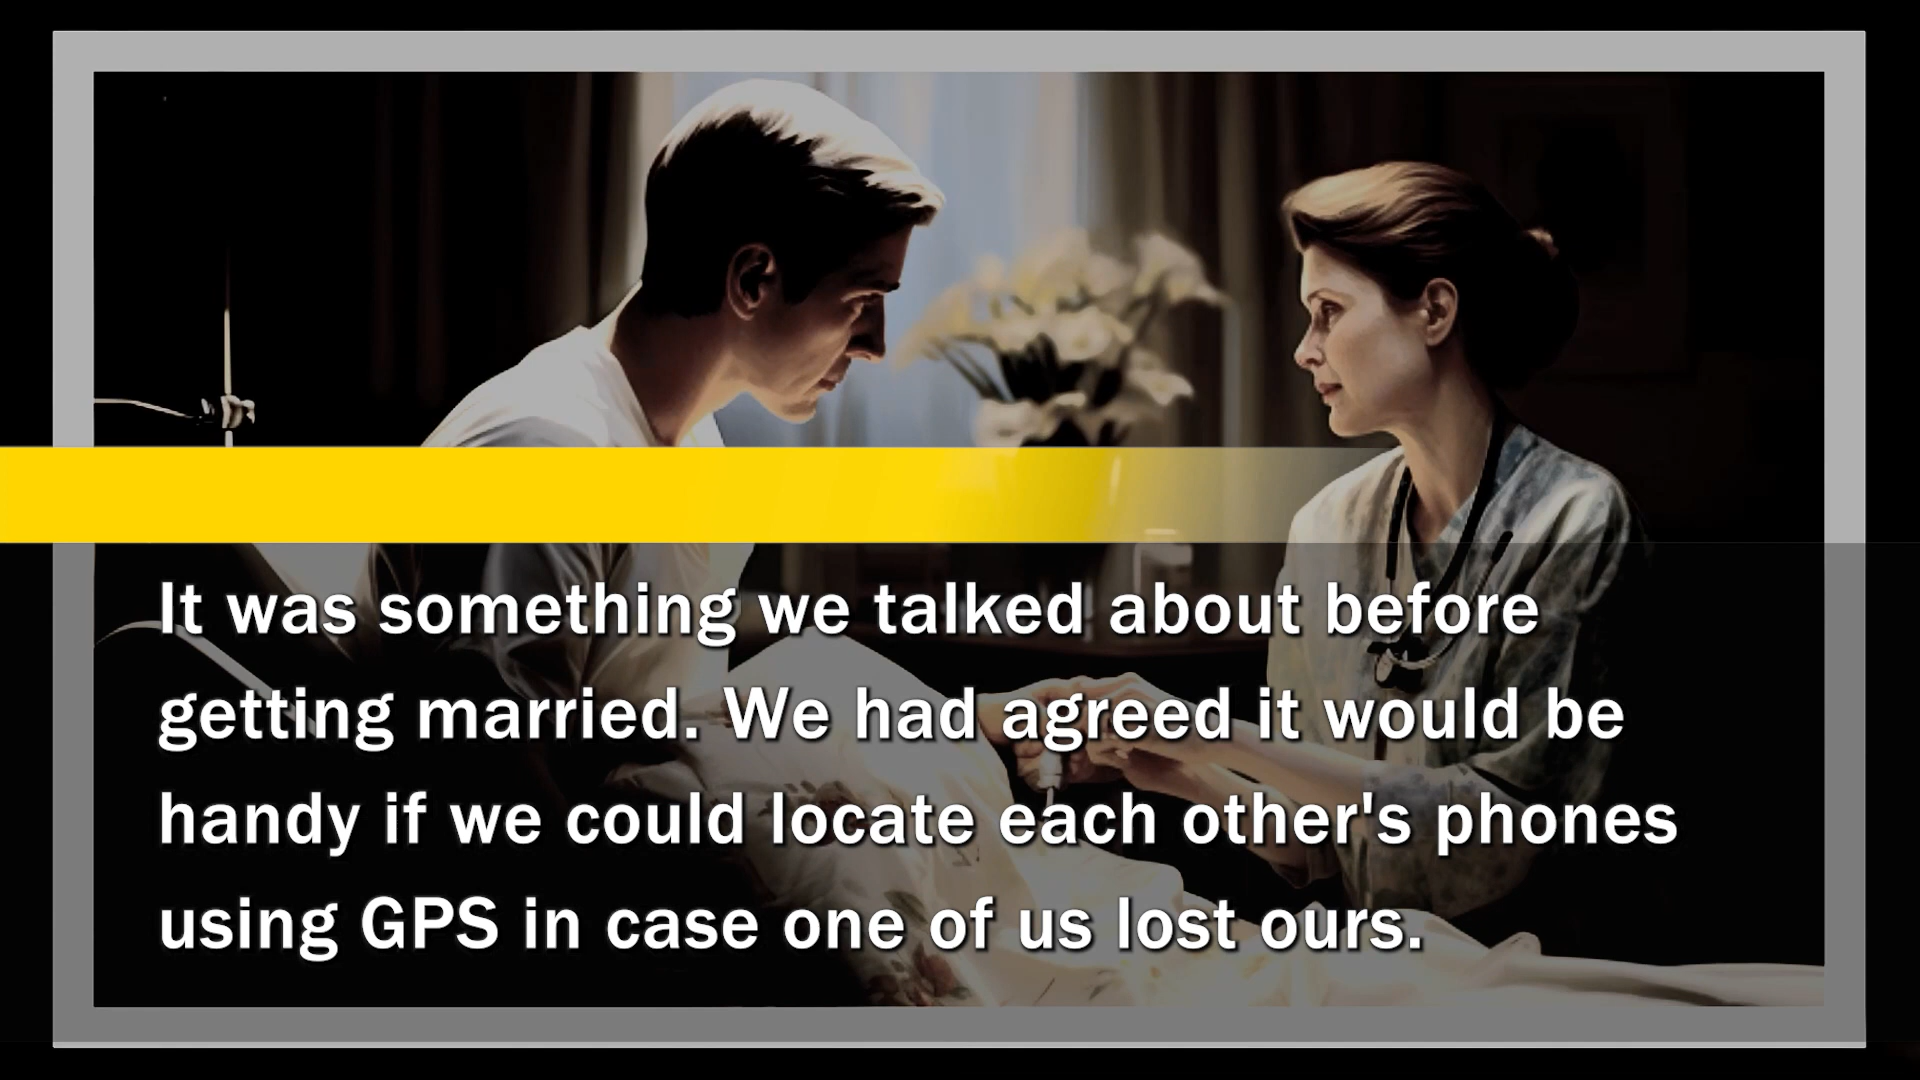 It was something we talked about before
getting married. We had agreed it would be
handy if we could locate each other's phones
using GPS in case one of us lost ours.